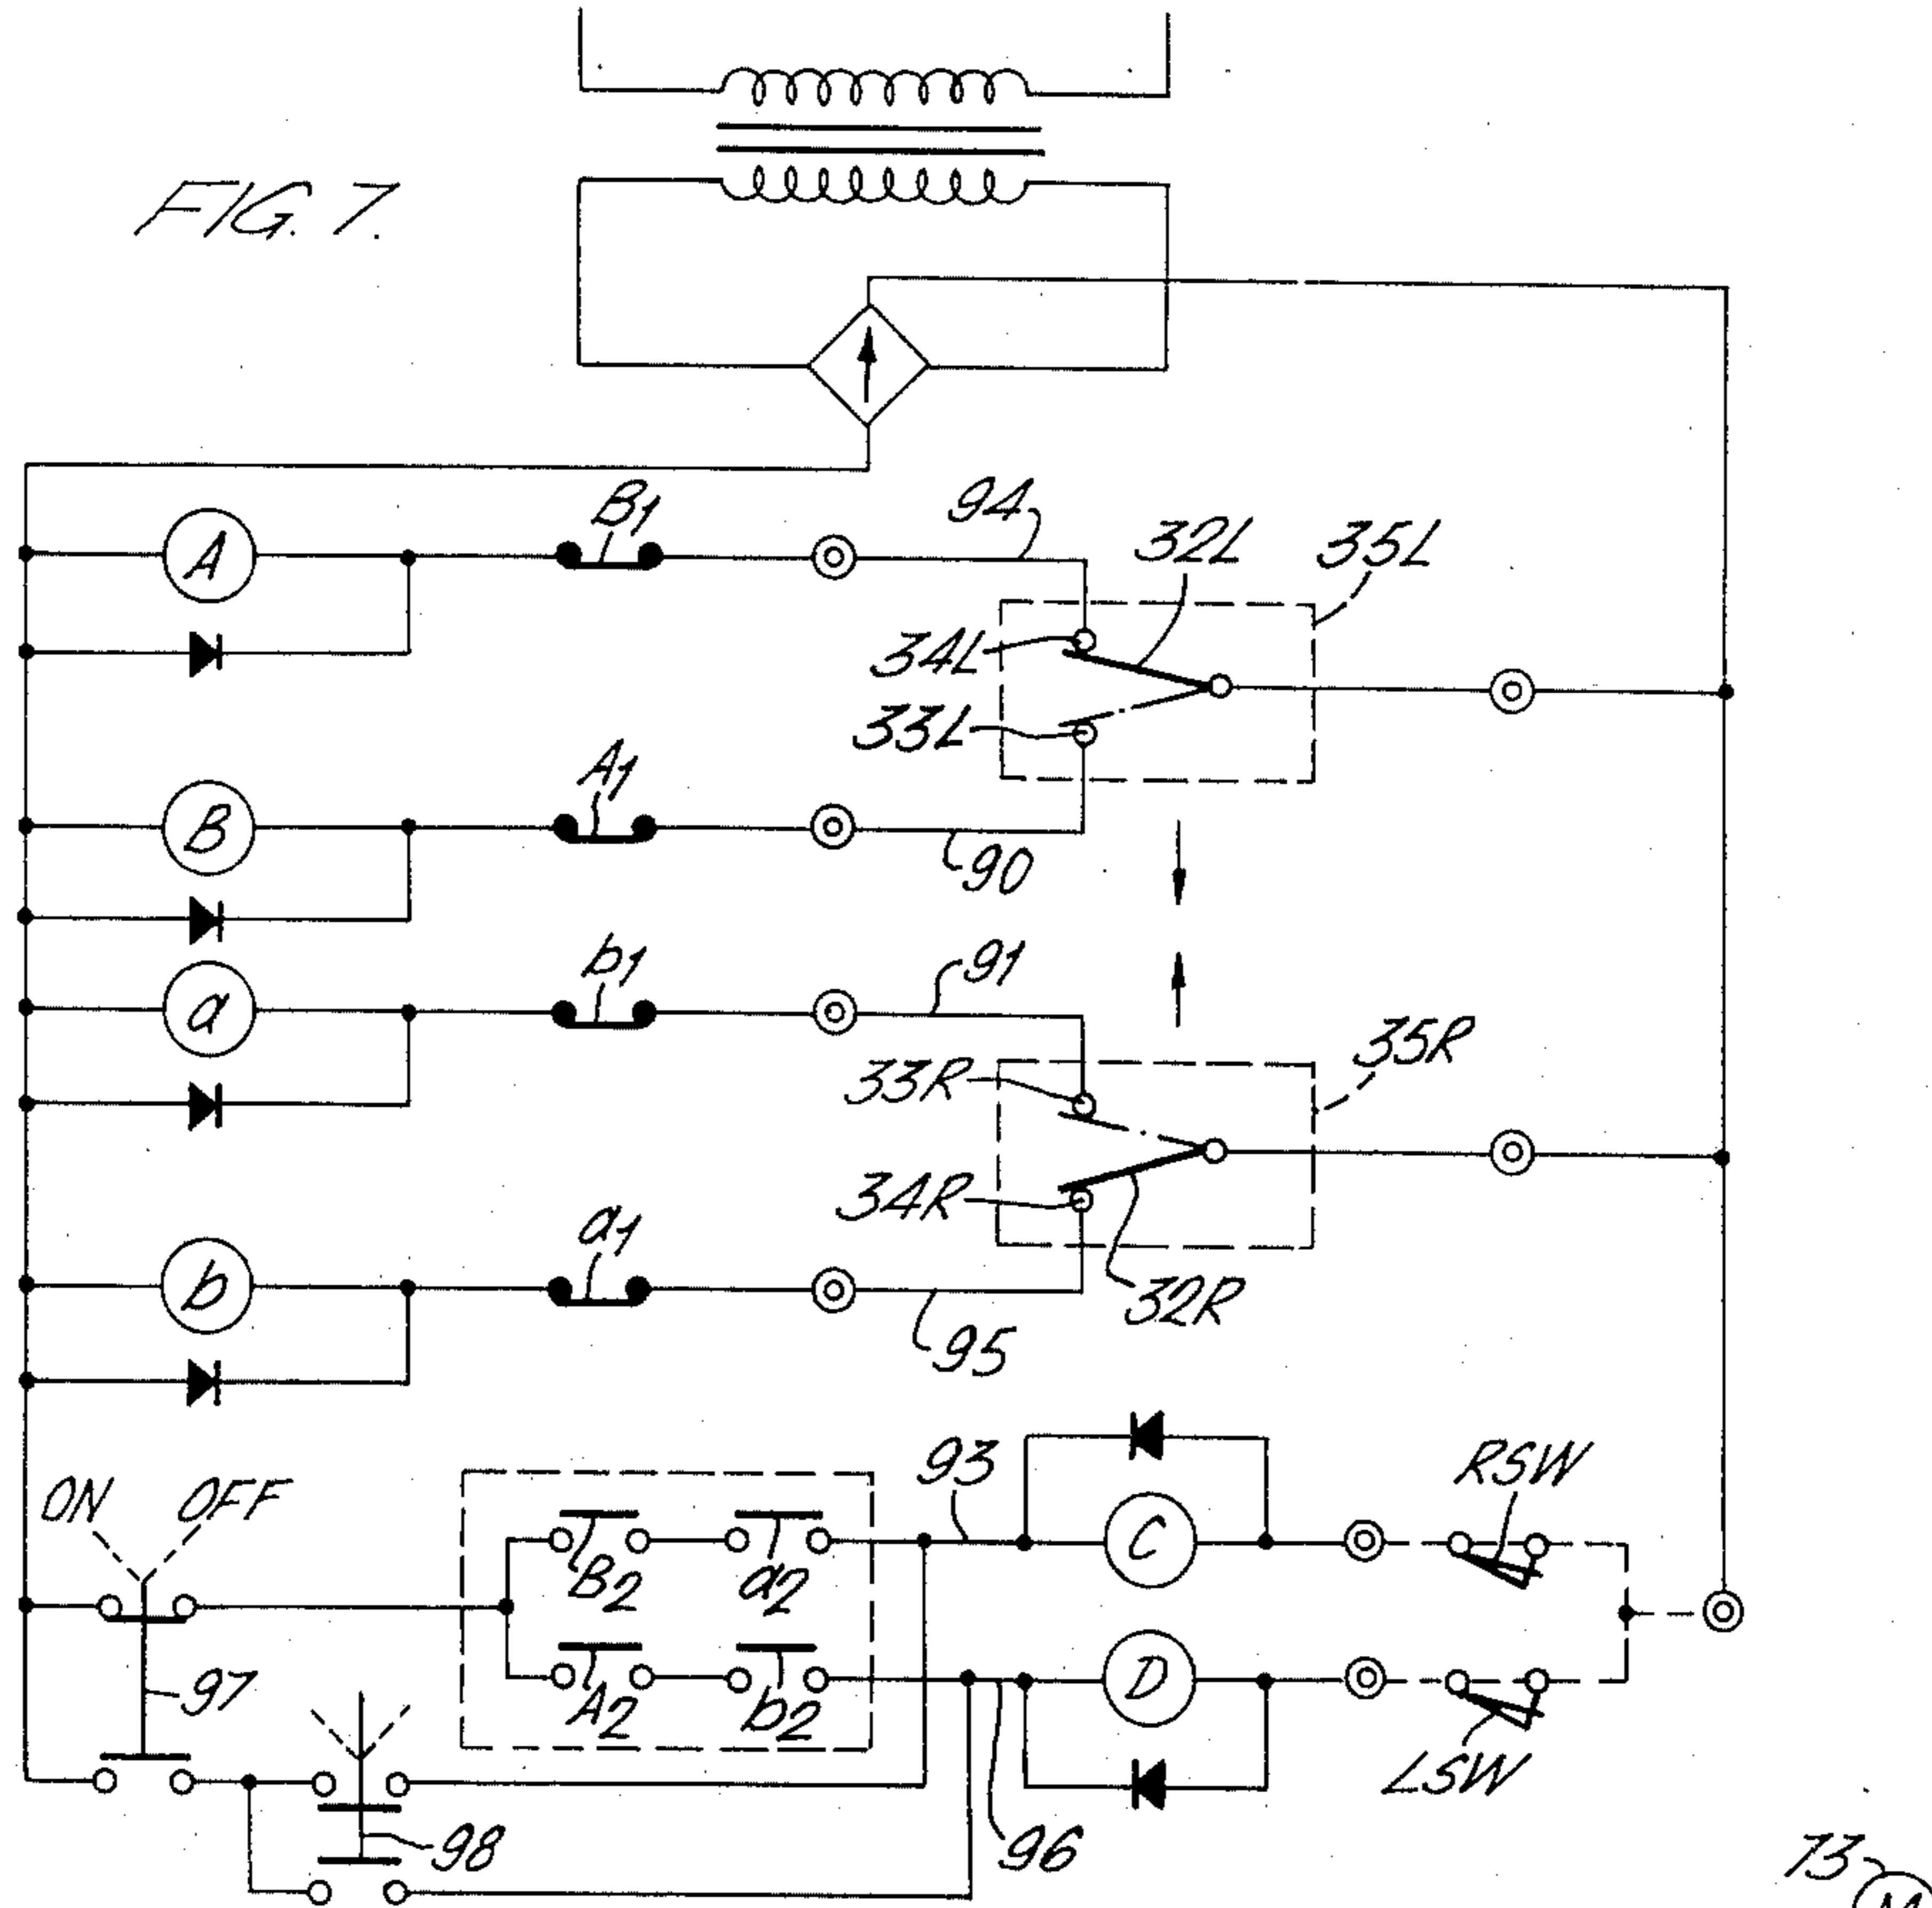 FIG. 7.
B1
94
32L
35L
A
34L
33L
A1
B
90
b1
91
a
33R
35R
34R
a1
32R
b
95
ON
OFF
93
RSW
C
B2
a2
97
A2
b2
D
LSW
98
96
73
M